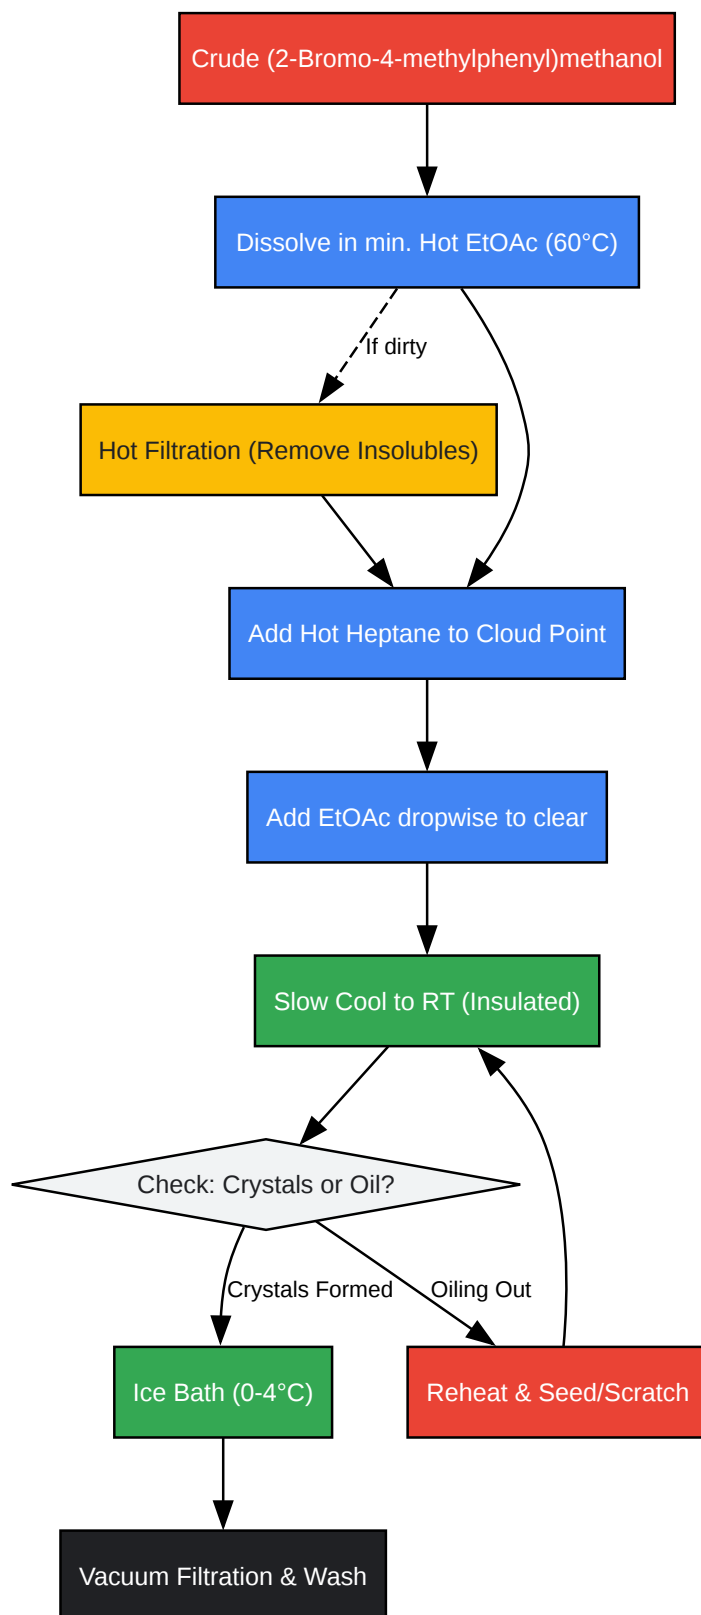 Crude (2-Bromo-4-methylphenyl)methanol
Dissolve in min. Hot EtOAc (60°C)
If dirty
Hot Filtration (Remove Insolubles)
Add Hot Heptane to Cloud Point
Add EtOAc dropwise to clear
Slow Cool to RT (Insulated)
Check: Crystals or Oil?
Crystals Formed
Oiling Out
Ice Bath (0-4°C)
Reheat & Seed/Scratch
Vacuum Filtration & Wash